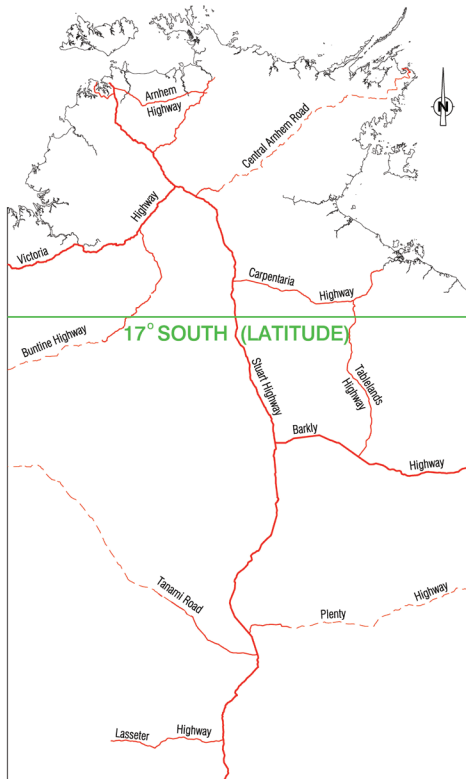 Arnhem
Highway
Central Arnhem Road
N
Highway
Victoria
Carpentaria
Highway
Buntine Highway
17° SOUTH (LATITUDE)
Stuart Highway
Tablelands
Highway
Barkly
Highway
Tanami Road
Plenty
Highway
Lasseter
Highway